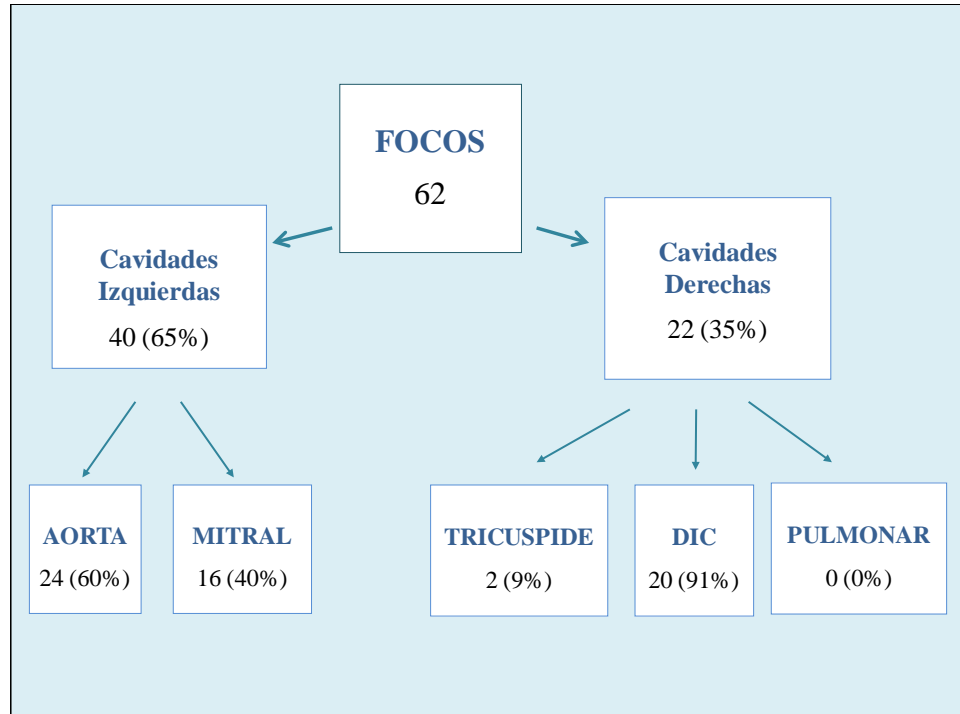 FOCOS
62
Cavidades
Izquierdas
40 (65%)
Cavidades
Derechas
22 (35%)
AORTA
24 (60%)
MITRAL
16 (40%)
TRICUSPIDE
2 (9%)
DIC
20 (91%)
PULMONAR
0 (0%)